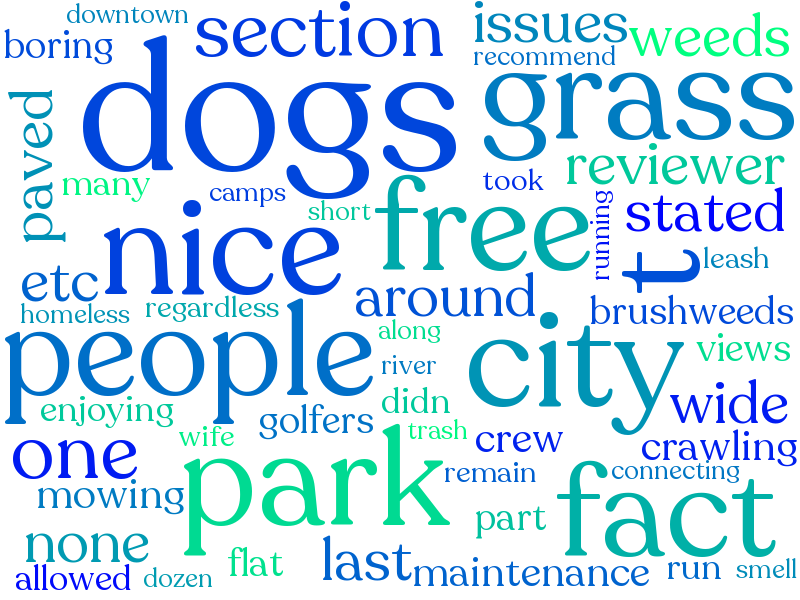 downtown
boring
section
issues
weeds
recommend
dogs
grass
paved
many
camps
short
took
reviewer
free
running
stated
nice
t
leash
etc
homeless
regardless
around
brushweeds
people
along
river
city
views
enjoying
golfers
didn
wide
wife
trash
one
crew
crawling
park
remain
connecting
mowing
fact
part
none
flat
last
maintenance
run
smell
allowed
dozen